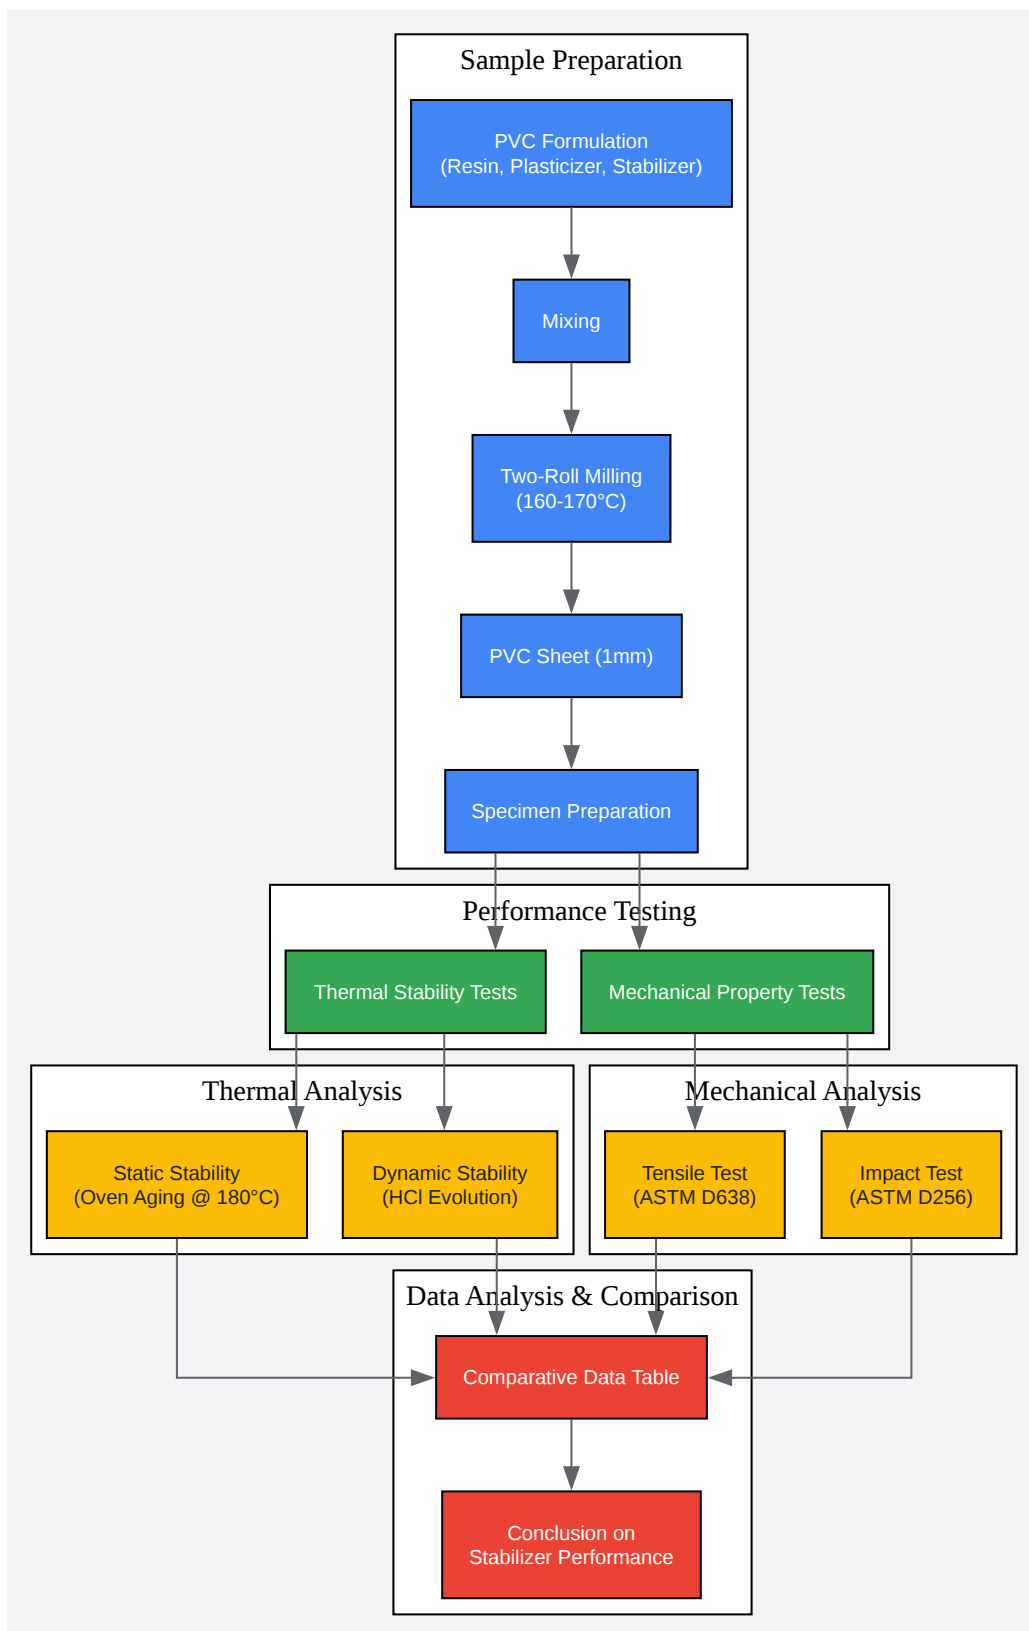 Sample Preparation
PVC Formulation
(Resin, Plasticizer, Stabilizer)
Mixing
Two-Roll Milling
(160-170°C)
PVC Sheet (1mm)
Specimen Preparation
Performance Testing
Thermal Stability Tests
Mechanical Property Tests
Thermal Analysis
Mechanical Analysis
Static Stability
(Oven Aging @ 180°C)
Dynamic Stability
(HCl Evolution)
Tensile Test
(ASTM D638)
Impact Test
(ASTM D256)
Data Analysis & Comparison
Comparative Data Table
Conclusion on
Stabilizer Performance